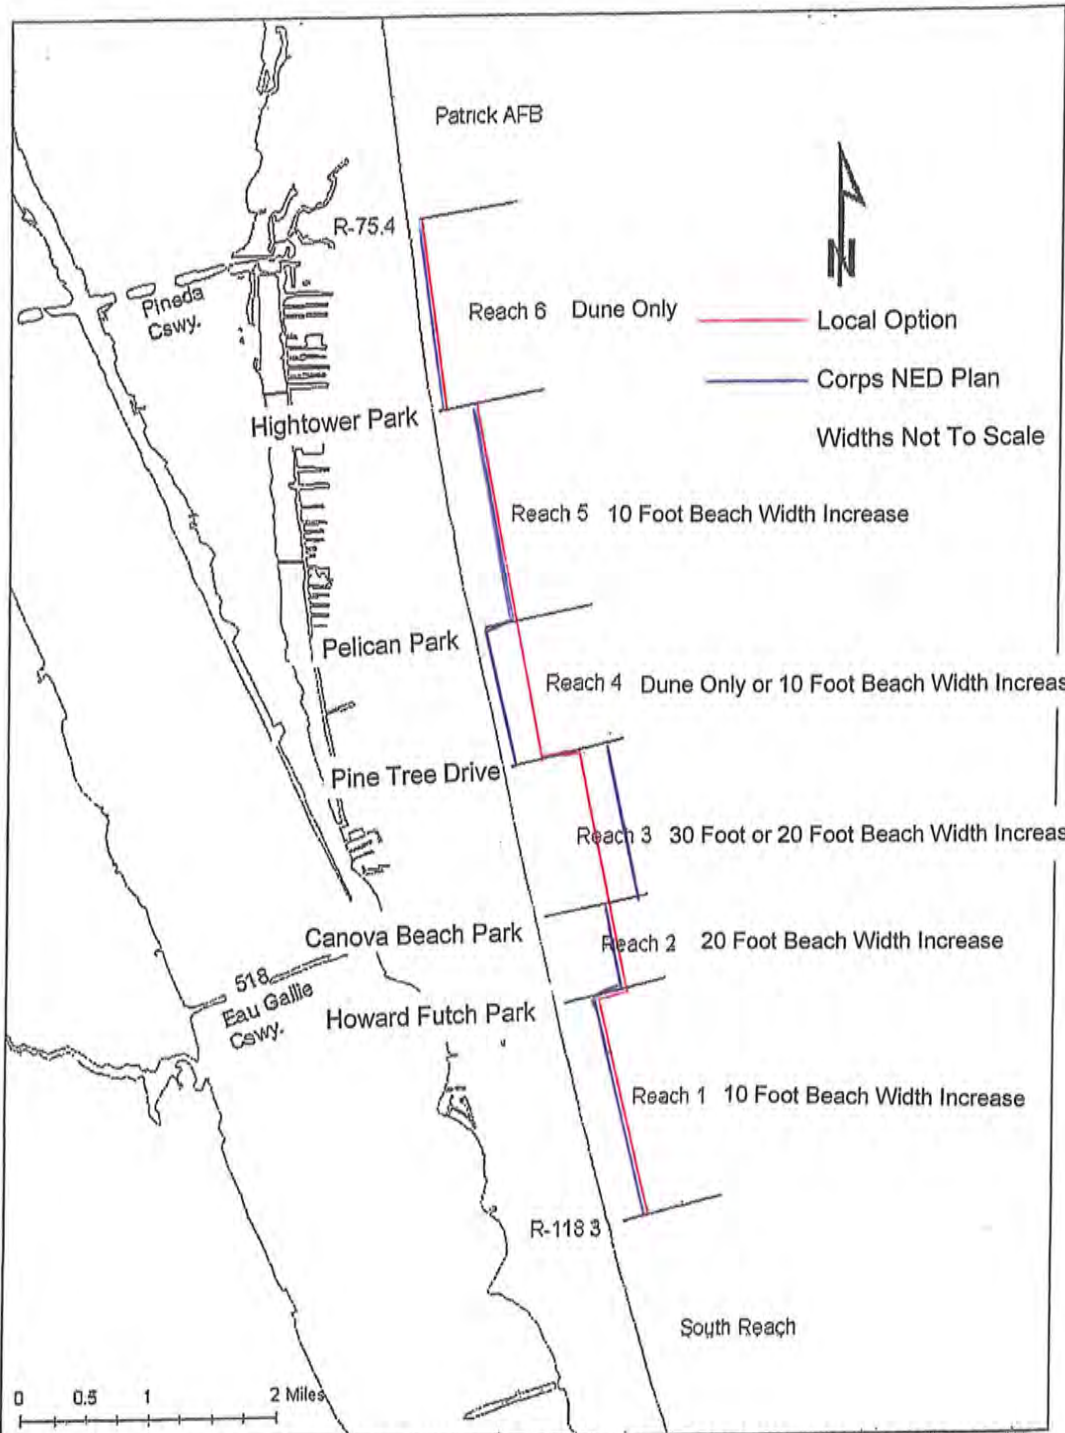 Patrick AFB
R-75.4
Pineda
Cswy.
Reach 6 Dune Only
Local Option
Corps NED Plan
Widths Not To Scale
Hightower Park
Reach 5 10 Foot Beach Width Increase
Pelican Park
Reach 4 Dune Only or 10 Foot Beach Width Increas
Pine Tree Drive
Reach 3 30 Foot or 20 Foot Beach Width Increas
Canova Beach Park
Reach 2 20 Foot Beach Width Increase
518
Eau Gallie
Cswy.
Howard Futch Park
Reach 1 10 Foot Beach Width Increase
R-118 3
South Reach
0 0.5 1 2 Miles
N